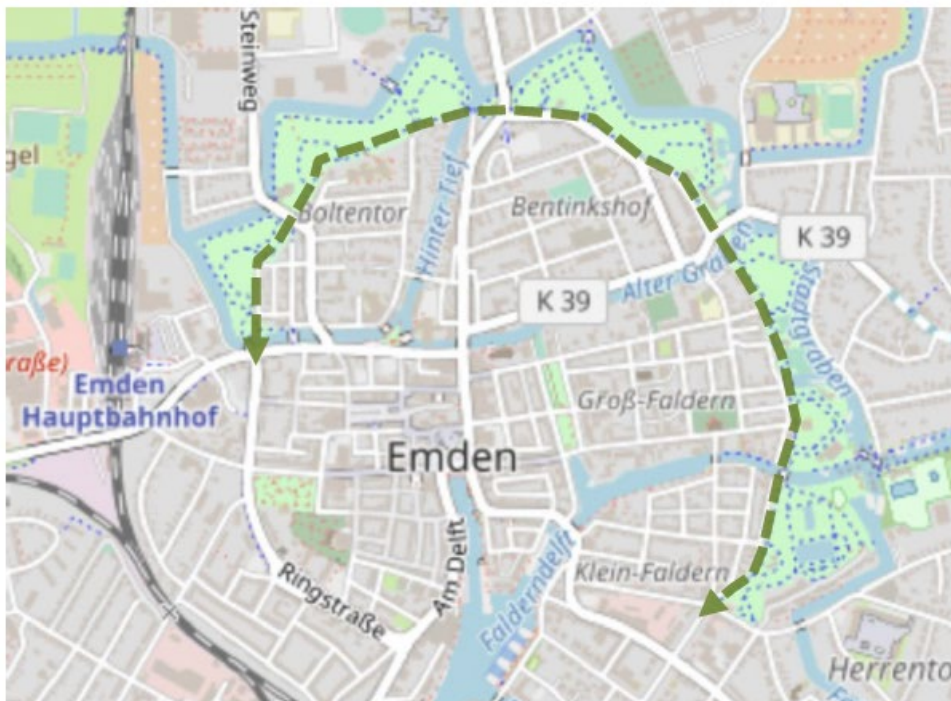 Steinweg
gel
Boltentor
Hinter Tief
Bentinkshof
K 39
K 39
Alter Graben
Stadtgraben
raße)
Emden
Hauptbahnhof
Groß-Faldern
Emden
Am Delft
Falderndelft
Klein-Faldern
Ringstraße
Herrento